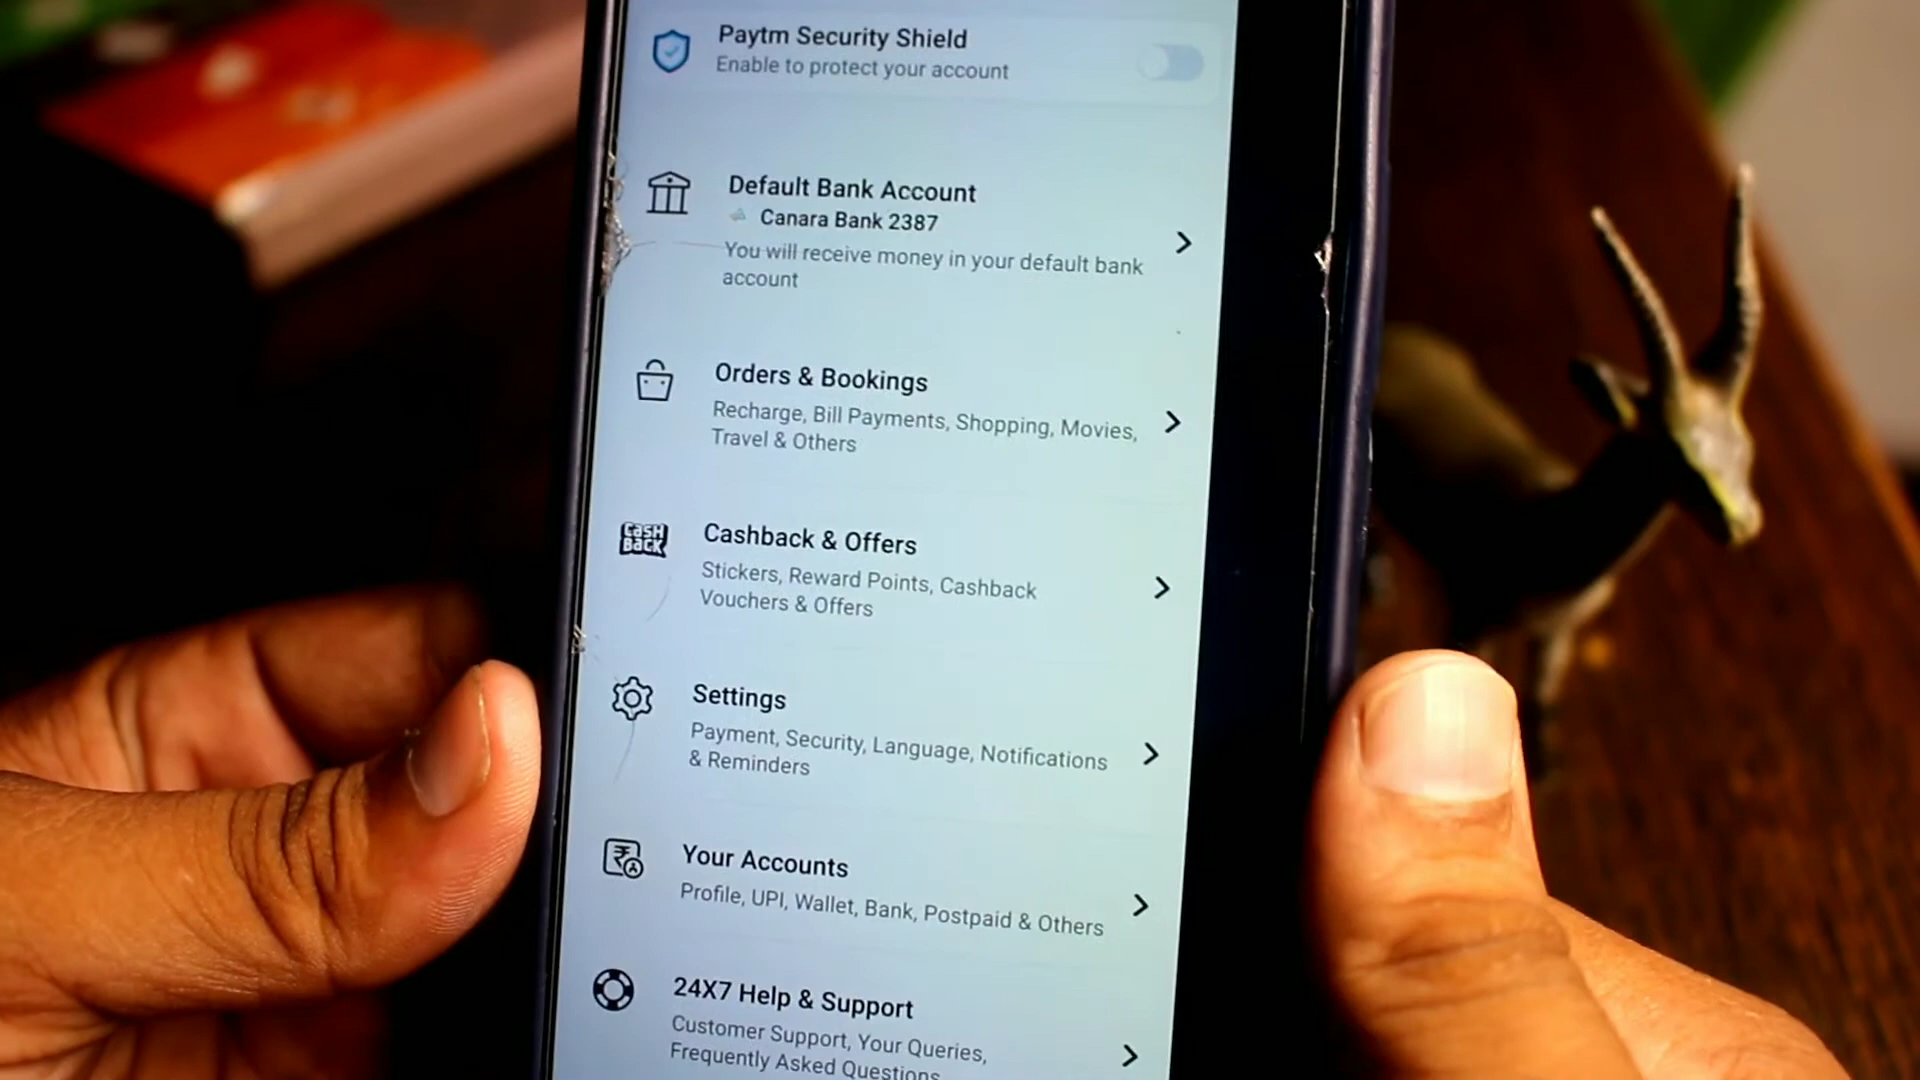 Paytm Security Shield
Enable to protect your account
Default Bank Account
Canara Bank 2387
You will receive money in your default bank
account
Orders & Bookings
Recharge, Bill Payments, Shopping, Movies,
Travel & Others
CASH
BACK
Cashback & Offers
Stickers, Reward Points, Cashback
Vouchers & Offers
Settings
Payment, Security, Language, Notifications
& Reminders
Your Accounts
Profile, UPI, Wallet, Bank, Postpaid & Others
24X7 Help & Support
Customer Support, Your Queries,
Frequently Asked Questions